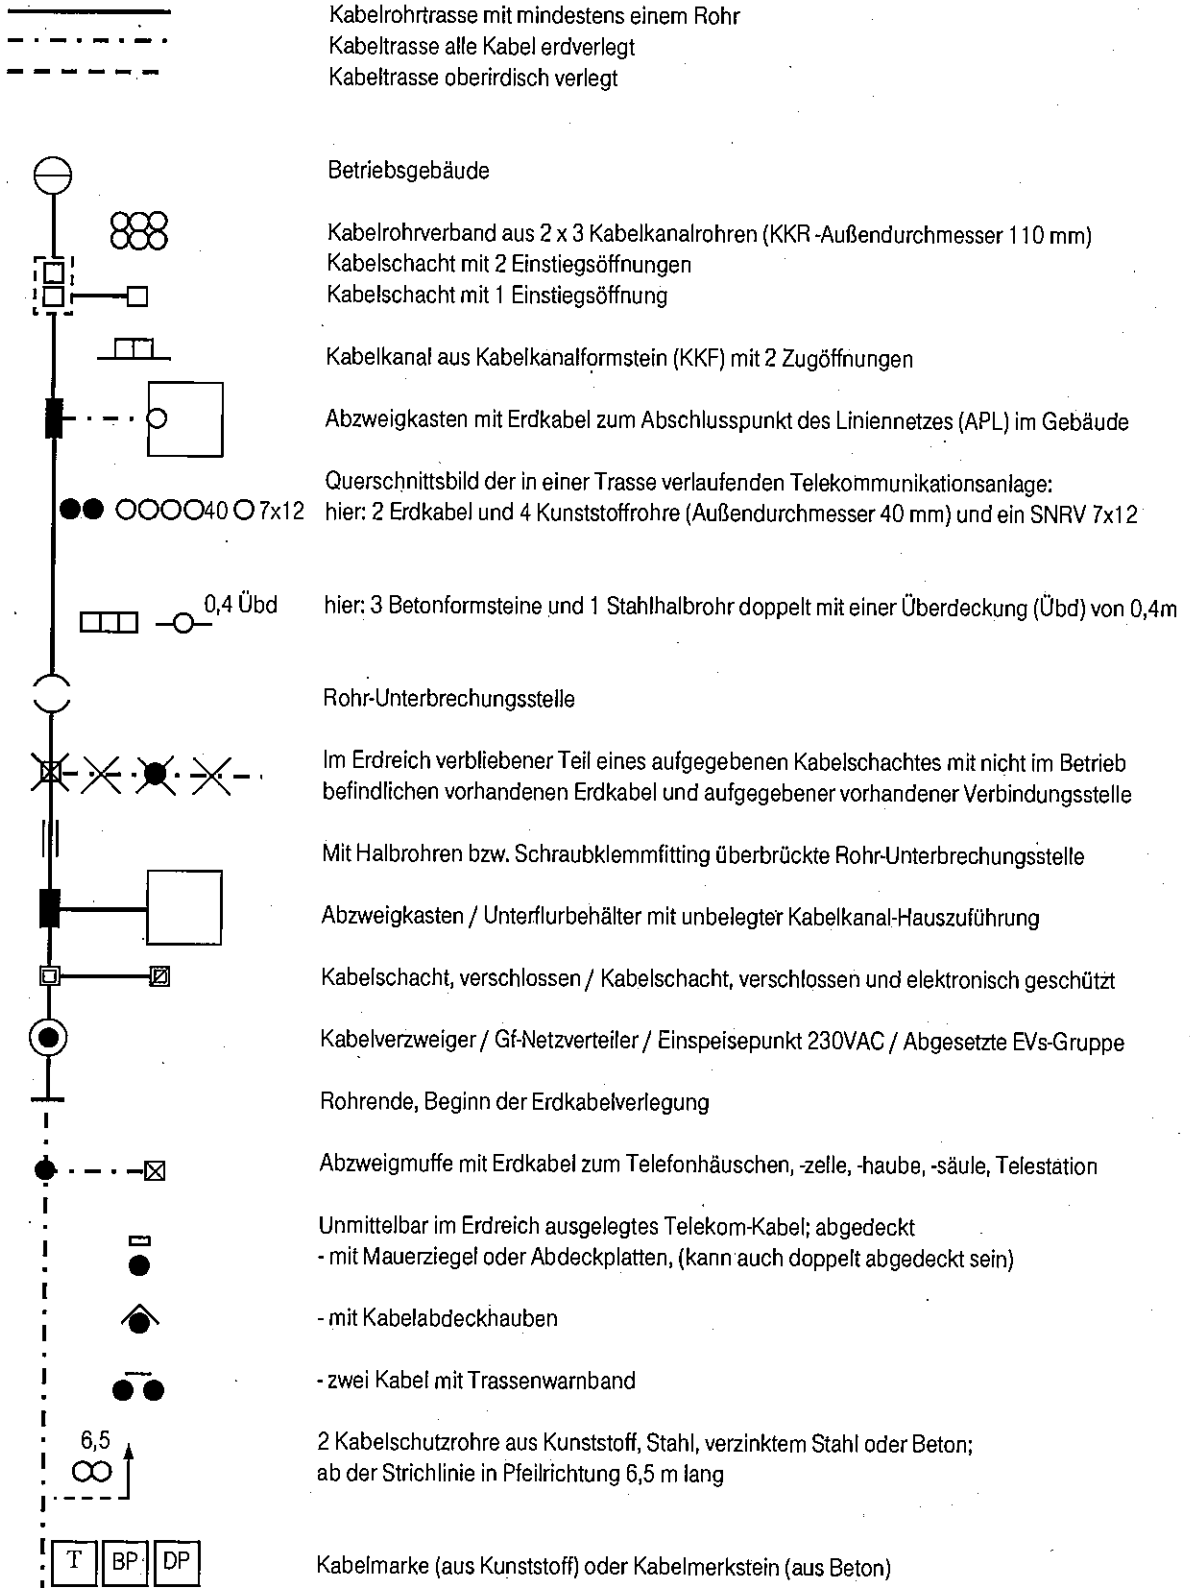 Kabelrohrtrasse mit mindestens einem Rohr
Kabeltrasse alle Kabel erdverlegt
Kabeltrasse oberirdisch verlegt
Betriebsgebäude
Kabelrohrverband aus 2 x 3 Kabelkanalrohren (KKR -Außendurchmesser 110 mm)
Kabelschacht mit 2 Einstiegsöffnungen
Kabelschacht mit 1 Einstiegsöffnung
Kabelkanal aus Kabelkanalformstein (KKF) mit 2 Zugöffnungen
Abzweigkasten mit Erdkabel zum Abschlusspunkt des Liniennetzes (APL) im Gebäude
Querschnittsbild der in einer Trasse verlaufenden Telekommunikationsanlage:
40 7x12 hier: 2 Erdkabel und 4 Kunststoffrohre (Außendurchmesser 40 mm) und ein SNRV 7x12
0,4 Übd hier: 3 Betonformsteine und 1 Stahlhalbrohr doppelt mit einer Überdeckung (Übd) von 0,4m
Rohr-Unterbrechungsstelle
Im Erdreich verbliebener Teil eines aufgegebenen Kabelschachtes mit nicht im Betrieb
befindlichen vorhandenen Erdkabel und aufgegebener vorhandener Verbindungsstelle
Mit Halbrohren bzw. Schraubklemmfitting überbrückte Rohr-Unterbrechungsstelle
Abzweigkasten / Unterflurbehälter mit unbelegter Kabelkanal-Hauszuführung
Kabelschacht, verschlossen / Kabelschacht, verschlossen und elektronisch geschützt
Kabelverzweiger / Gf-Netzverteiler / Einspeisepunkt 230VAC / Abgesetzte EVs-Gruppe
Rohrende, Beginn der Erdkabelverlegung
Abzweigmuffe mit Erdkabel zum Telefonhäuschen, -zelle, -haube, -säule, Telestation
Unmittelbar im Erdreich ausgelegtes Telekom-Kabel; abgedeckt
- mit Mauerziegel oder Abdeckplatten, (kann auch doppelt abgedeckt sein)
- mit Kabelabdeckhauben
- zwei Kabel mit Trassenwarnband
6,5 2 Kabelschutzrohre aus Kunststoff, Stahl, verzinktem Stahl oder Beton;
ab der Strichlinie in Pfeilrichtung 6,5 m lang
T BP DP Kabelmarke (aus Kunststoff) oder Kabelmerkstein (aus Beton)